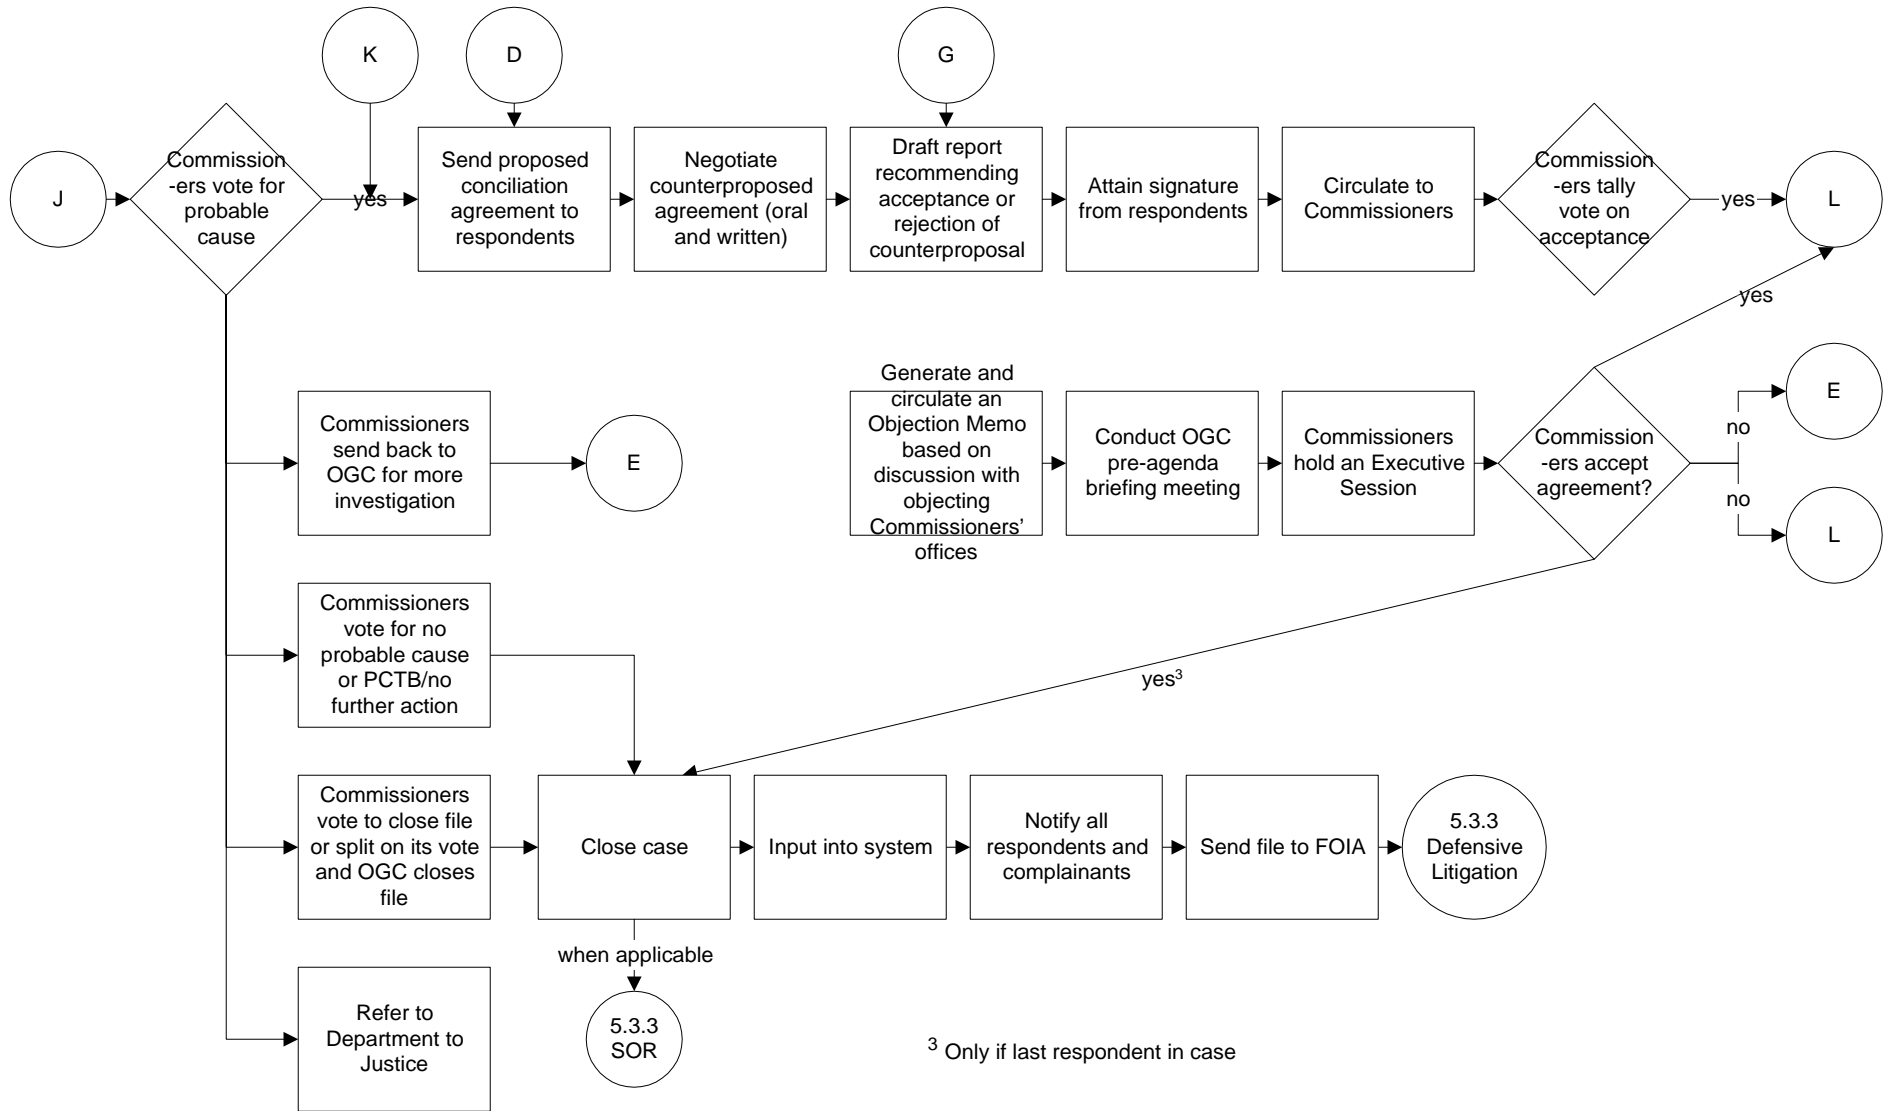 K
D
G
J
Commission
-ers vote for
probable
cause
yes
Send proposed
conciliation
agreement to
respondents
Negotiate
counterproposed
agreement (oral
and written)
Draft report
recommending
acceptance or
rejection of
counterproposal
Attain signature
from respondents
Circulate to
Commissioners
Commission
-ers tally
vote on
acceptance
yes
L
yes
Commissioners
send back to
OGC for more
investigation
E
Generate and
circulate an
Objection Memo
based on
discussion with
objecting
Commissioners’
offices
Conduct OGC
pre-agenda
briefing meeting
Commissioners
hold an Executive
Session
Commission
-ers accept
agreement?
no
E
no
L
Commissioners
vote for no
probable cause
or PCTB/no
further action
yes³
Commissioners
vote to close file
or split on its vote
and OGC closes
file
Close case
Input into system
Notify all
respondents and
complainants
Send file to FOIA
5.3.3
Defensive
Litigation
when applicable
5.3.3
SOR
Refer to
Department to
Justice
³ Only if last respondent in case